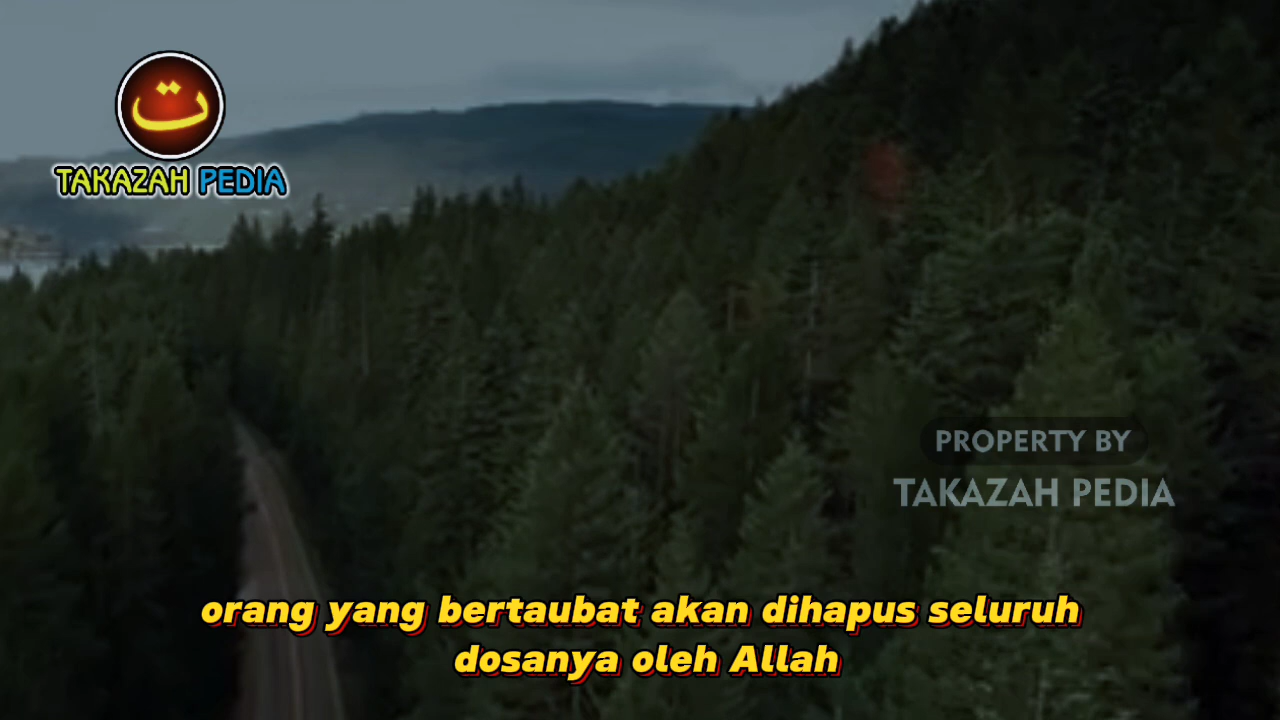 ت
TAKAZAH PEDIA
PROPERTY BY
TAKAZAH PEDIA
orang yang bertaubat akan dihapus seluruh
dosanya oleh Allah